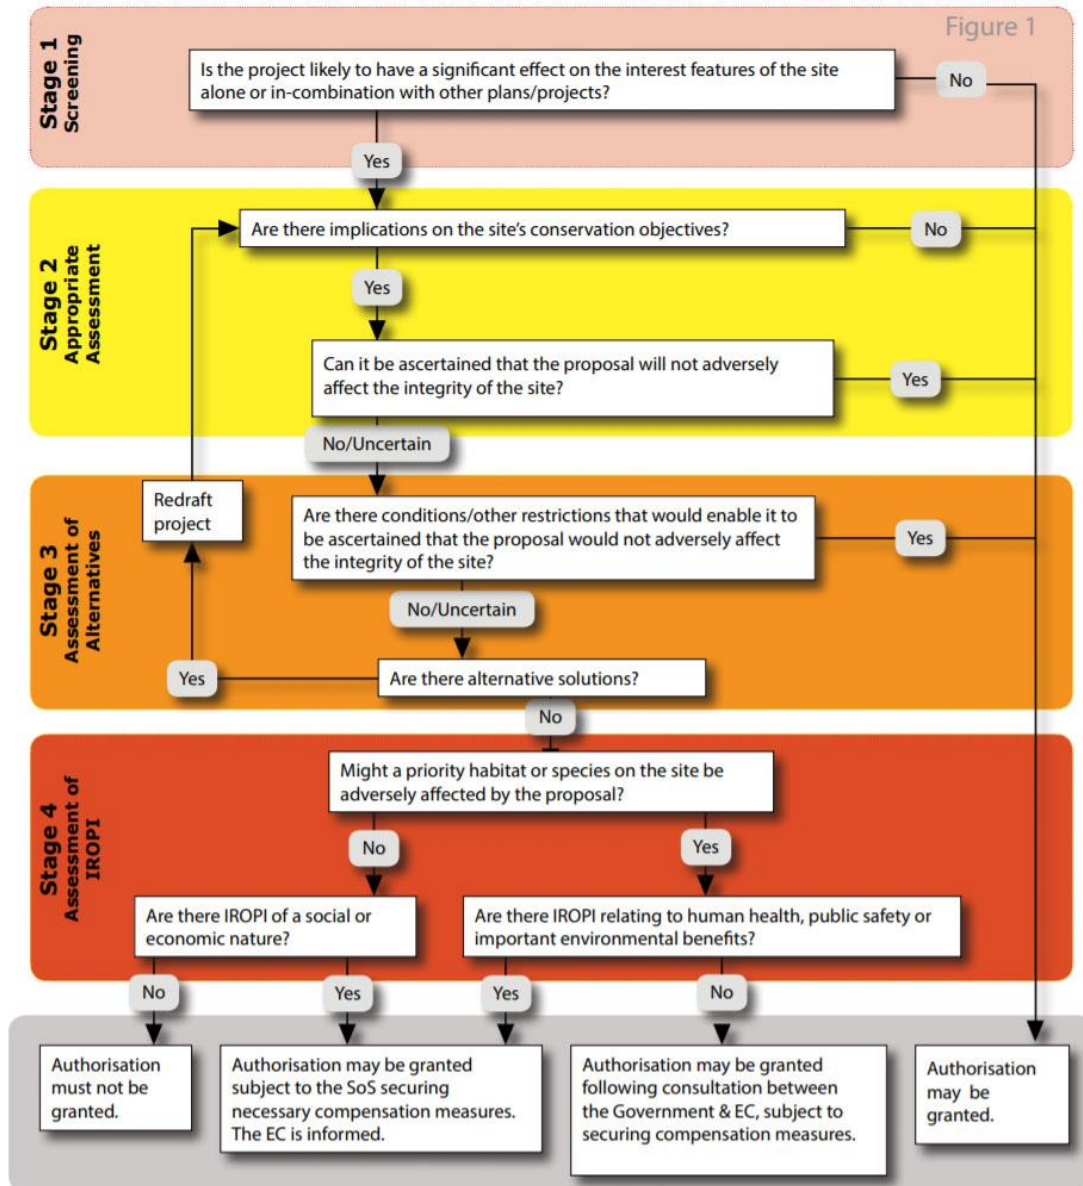 Figure 1
Stage 1
Screening
Is the project likely to have a significant effect on the interest features of the site
alone or in-combination with other plans/projects?
No
Yes
Stage 2
Appropriate
Assessment
Are there implications on the site's conservation objectives?
No
Yes
Can it be ascertained that the proposal will not adversely
affect the integrity of the site?
Yes
No/Uncertain
Stage 3
Assessment of
Alternatives
Redraft
project
Are there conditions/other restrictions that would enable it to
be ascertained that the proposal would not adversely affect
the integrity of the site?
Yes
No/Uncertain
Are there alternative solutions?
Yes
No
Stage 4
Assessment of
IROPI
Might a priority habitat or species on the site be
adversely affected by the proposal?
No
Yes
Are there IROPI of a social or
economic nature?
Are there IROPI relating to human health, public safety or
important environmental benefits?
No
Yes
Yes
No
Authorisation
must not be
granted.
Authorisation may be granted
subject to the SoS securing
necessary compensation measures.
The EC is informed.
Authorisation may be granted
following consultation between
the Government & EC, subject to
securing compensation measures.
Authorisation
may be
granted.